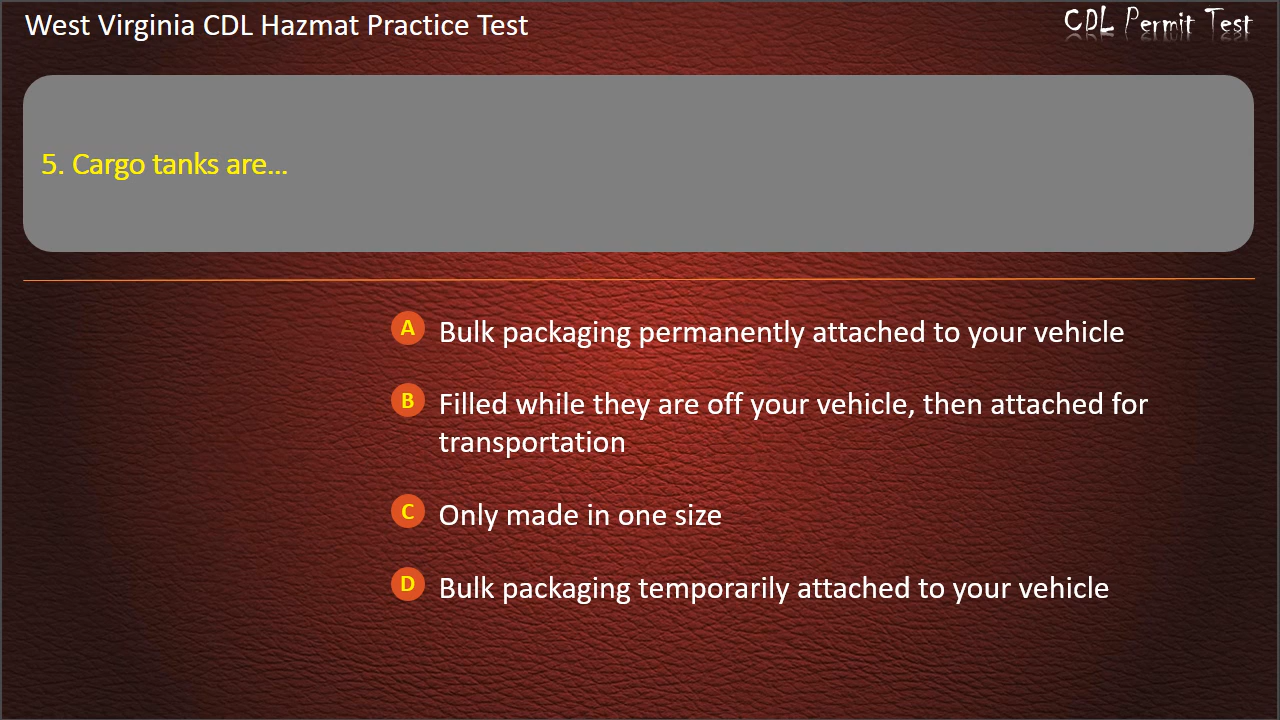 West Virginia CDL Hazmat Practice Test
CDL Permit Test
5. Cargo tanks are...
A Bulk packaging permanently attached to your vehicle
B Filled while they are off your vehicle, then attached for
transportation
C Only made in one size
D Bulk packaging temporarily attached to your vehicle